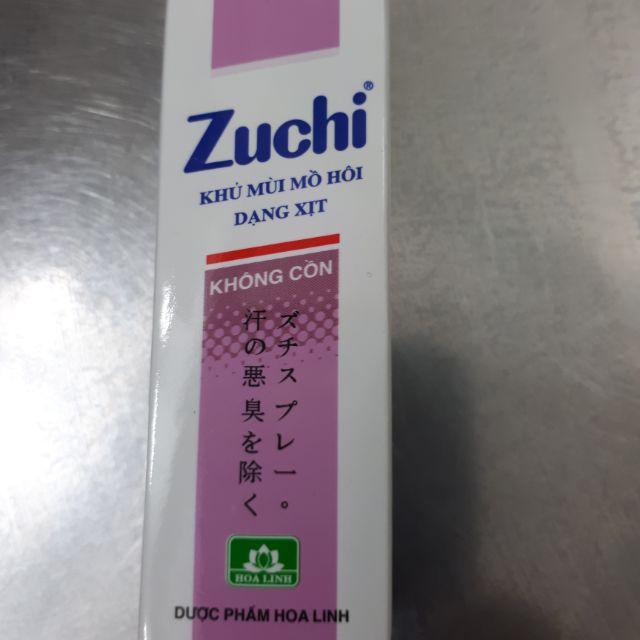 Zuchi®
KHỬ MÙI MỒ HÔI
DẠNG XỊT
KHÔNG CỒN
ズチスプレー。
汗の悪臭を除く
HOA LINH
DƯỢC PHẨM HOA LINH